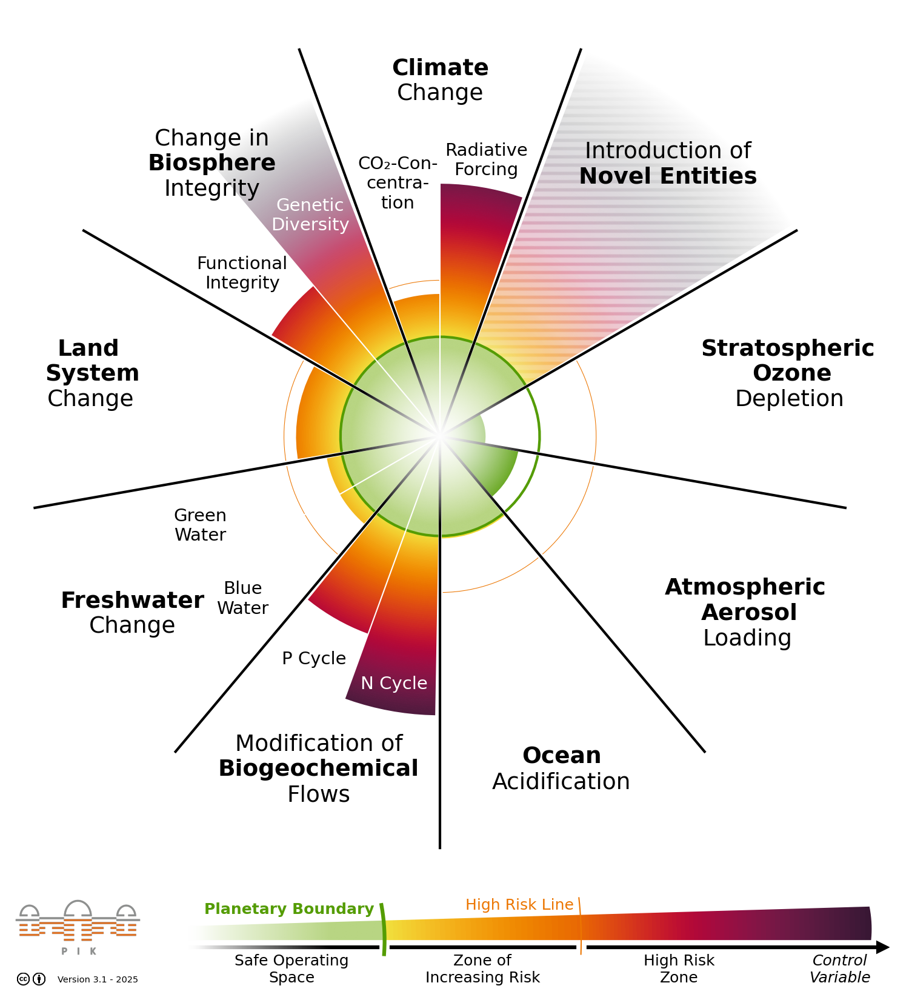 Climate
Change
Change in
Biosphere
Integrity
Introduction of
Novel Entities
CO₂-Con-
centra-
tion
Radiative
Forcing
Genetic
Diversity
Functional
Integrity
Land
System
Change
Stratospheric
Ozone
Depletion
Green
Water
Blue
Water
Freshwater
Change
Atmospheric
Aerosol
Loading
P Cycle
N Cycle
Modification of
Biogeochemical
Flows
Ocean
Acidification
Planetary Boundary
High Risk Line
Safe Operating
Space
Zone of
Increasing Risk
High Risk
Zone
Control
Variable
P I K
cc
Version 3.1 - 2025